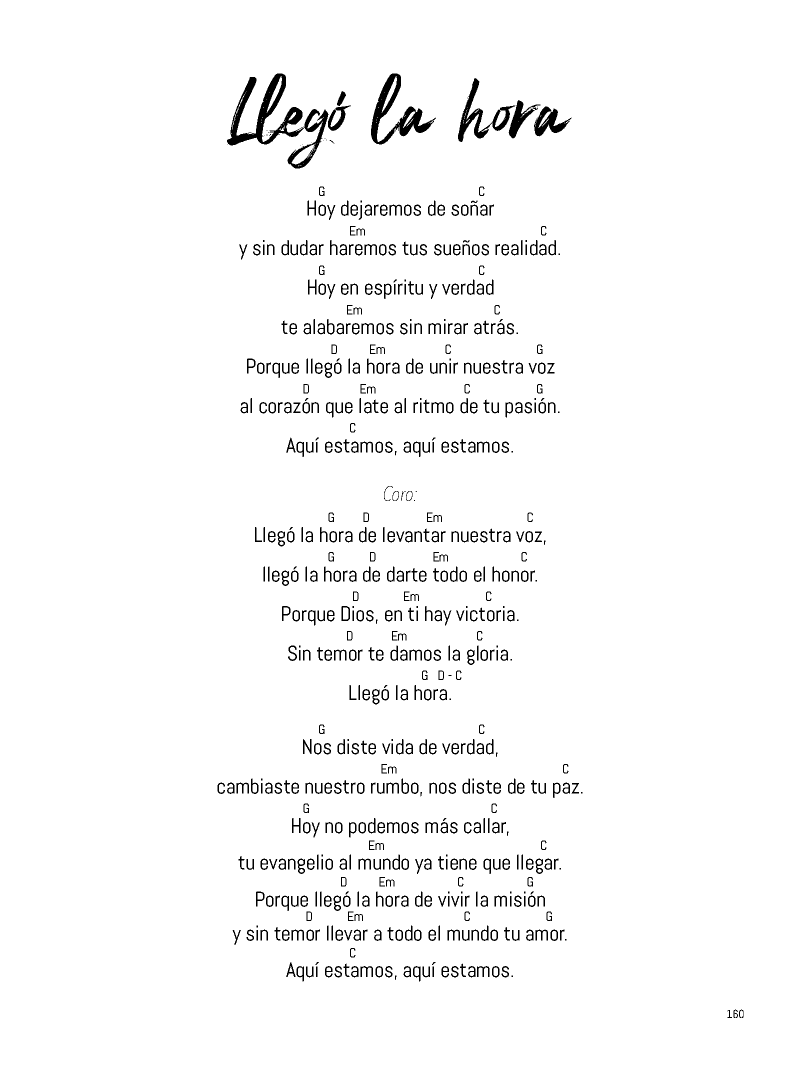 Llegó la hora
G C
Hoy dejaremos de soñar
Em C
y sin dudar haremos tus sueños realidad.
G C
Hoy en espíritu y verdad
Em C
te alabaremos sin mirar atrás.
D Em C G
Porque llegó la hora de unir nuestra voz
D Em C G
al corazón que late al ritmo de tu pasión.
C
Aquí estamos, aquí estamos.
Coro:
G D Em C
Llegó la hora de levantar nuestra voz,
G D Em C
llegó la hora de darte todo el honor.
D Em C
Porque Dios, en ti hay victoria.
D Em C
Sin temor te damos la gloria.
G D - C
Llegó la hora.
G C
Nos diste vida de verdad,
Em C
cambiaste nuestro rumbo, nos diste de tu paz.
G C
Hoy no podemos más callar,
Em C
tu evangelio al mundo ya tiene que llegar.
D Em C G
Porque llegó la hora de vivir la misión
D Em C G
y sin temor llevar a todo el mundo tu amor.
C
Aquí estamos, aquí estamos.
160